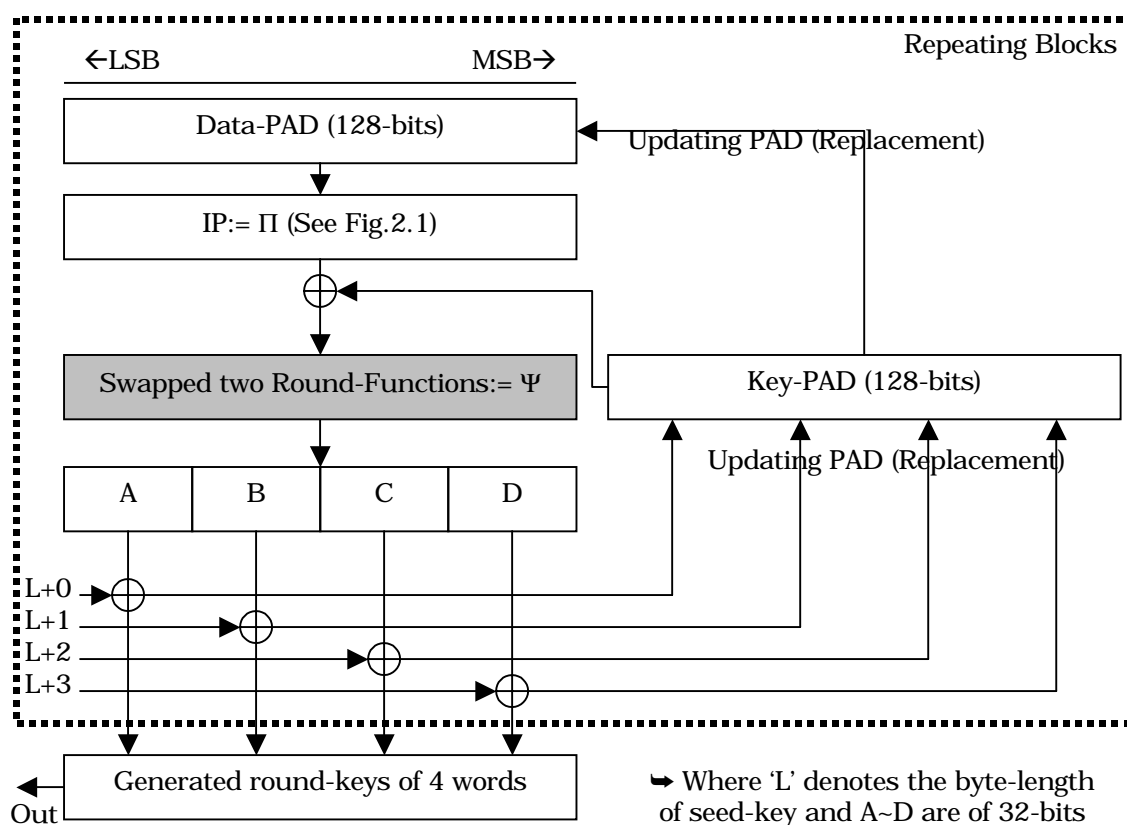 Repeating Blocks
←LSB MSB→
Data-PAD (128-bits)
Updating PAD (Replacement)
IP:= Π (See Fig.2.1)
Swapped two Round-Functions:= Ψ
Key-PAD (128-bits)
Updating PAD (Replacement)
A B C D
L+0
L+1
L+2
L+3
Generated round-keys of 4 words
Out
➥ Where 'L' denotes the byte-length
of seed-key and A~D are of 32-bits